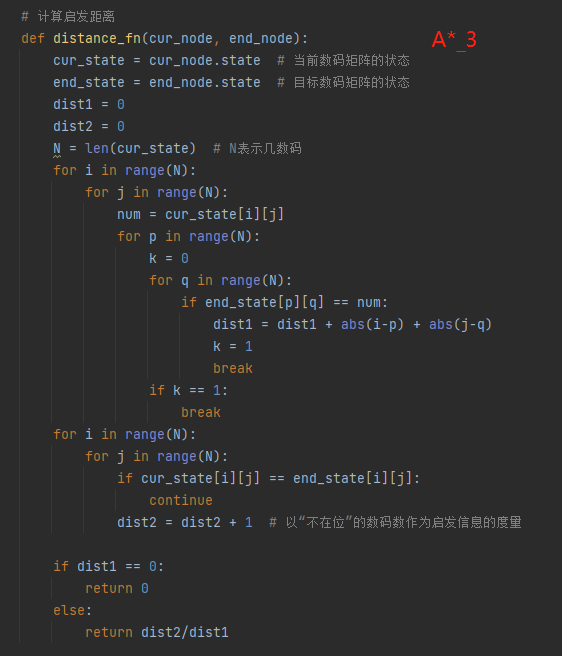 # 计算启发距离
def distance_fn(cur_node, end_node):
A*_3
cur_state = cur_node.state  # 当前数码矩阵的状态
end_state = end_node.state  # 目标数码矩阵的状态
dist1 = 0
dist2 = 0
N = len(cur_state)  # N表示几数码
for i in range(N):
for j in range(N):
num = cur_state[i][j]
for p in range(N):
k = 0
for q in range(N):
if end_state[p][q] == num:
dist1 = dist1 + abs(i-p) + abs(j-q)
k = 1
break
if k == 1:
break
for i in range(N):
for j in range(N):
if cur_state[i][j] == end_state[i][j]:
continue
dist2 = dist2 + 1  # 以“不在位”的数码数作为启发信息的度量
if dist1 == 0:
return 0
else:
return dist2/dist1